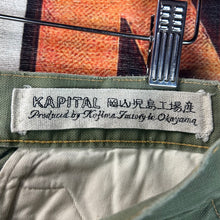 KAPITAL 岡山児島工場産
Produced by Kojima Factory in Okayama